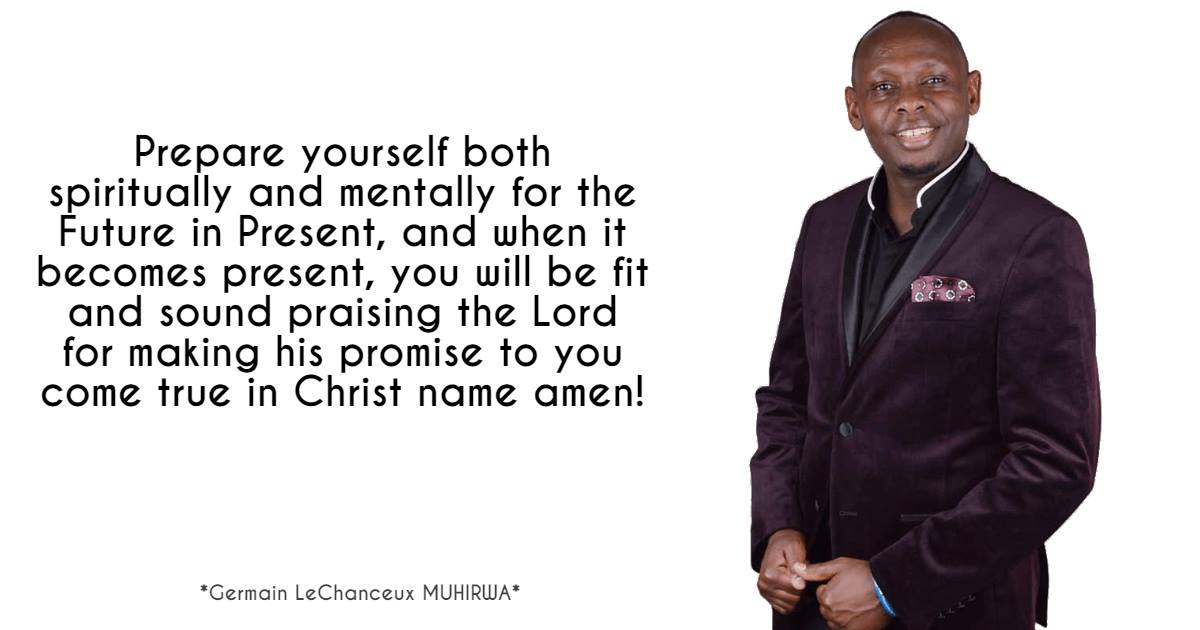 Prepare yourself both
spiritually and mentally for the
Future in Present, and when it
becomes present, you will be fit
and sound praising the Lord
for making his promise to you
come true in Christ name amen!
*Germain LeChanceux MUHIRWA*